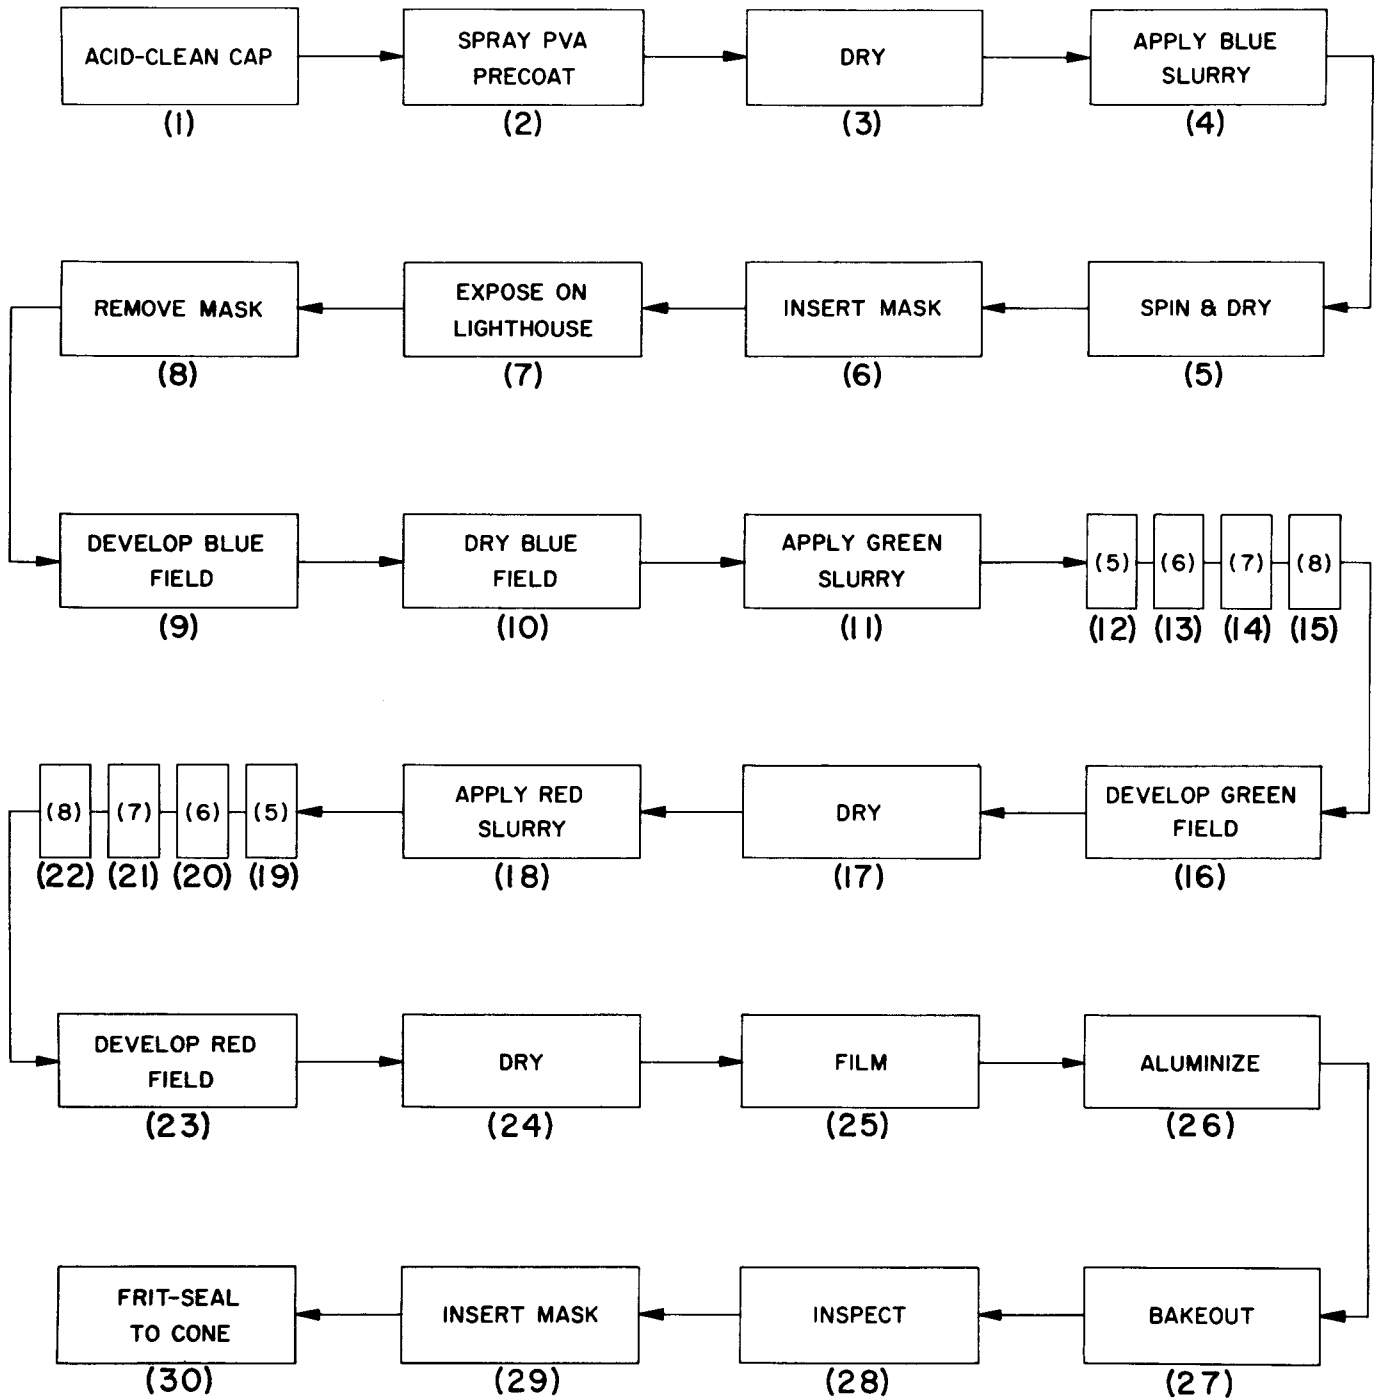 ACID-CLEAN CAP
(1)
SPRAY PVA
PRECOAT
(2)
DRY
(3)
APPLY BLUE
SLURRY
(4)
SPIN & DRY
(5)
INSERT MASK
(6)
EXPOSE ON
LIGHTHOUSE
(7)
REMOVE MASK
(8)
DEVELOP BLUE
FIELD
(9)
DRY BLUE
FIELD
(10)
APPLY GREEN
SLURRY
(11)
(5)
(12)
(6)
(13)
(7)
(14)
(8)
(15)
DEVELOP GREEN
FIELD
(16)
DRY
(17)
APPLY RED
SLURRY
(18)
(5)
(19)
(6)
(20)
(7)
(21)
(8)
(22)
DEVELOP RED
FIELD
(23)
DRY
(24)
FILM
(25)
ALUMINIZE
(26)
BAKEOUT
(27)
INSPECT
(28)
INSERT MASK
(29)
FRIT-SEAL
TO CONE
(30)